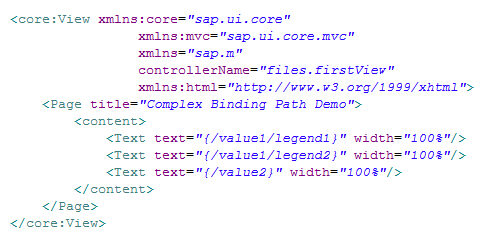 <core:View xmlns:core="sap.ui.core"
xmlns:mvc="sap.ui.core.mvc"
xmlns="sap.m"
controllerName="files.firstView"
xmlns:html="http://www.w3.org/1999/xhtml">
<Page title="Complex Binding Path Demo">
<content>
<Text text="{/value1/legend1}" width="100%"/>
<Text text="{/value1/legend2}" width="100%"/>
<Text text="{/value2}" width="100%"/>
</content>
</Page>
</core:View>